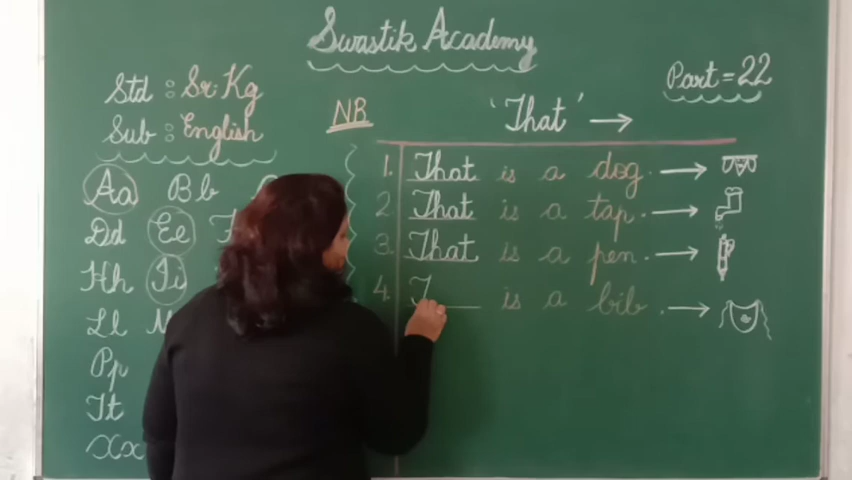 Swastik Academy
Std : Sr. Kg
Sub : English
Part = 22
NB
'That' →
Aa Bb
Dd Ee F
Hh Ii
Ll M
Pp
Tt
Xx
1. That is a dog. →
2. That is a tap. →
3. That is a pen. →
4. T___ is a bib. →